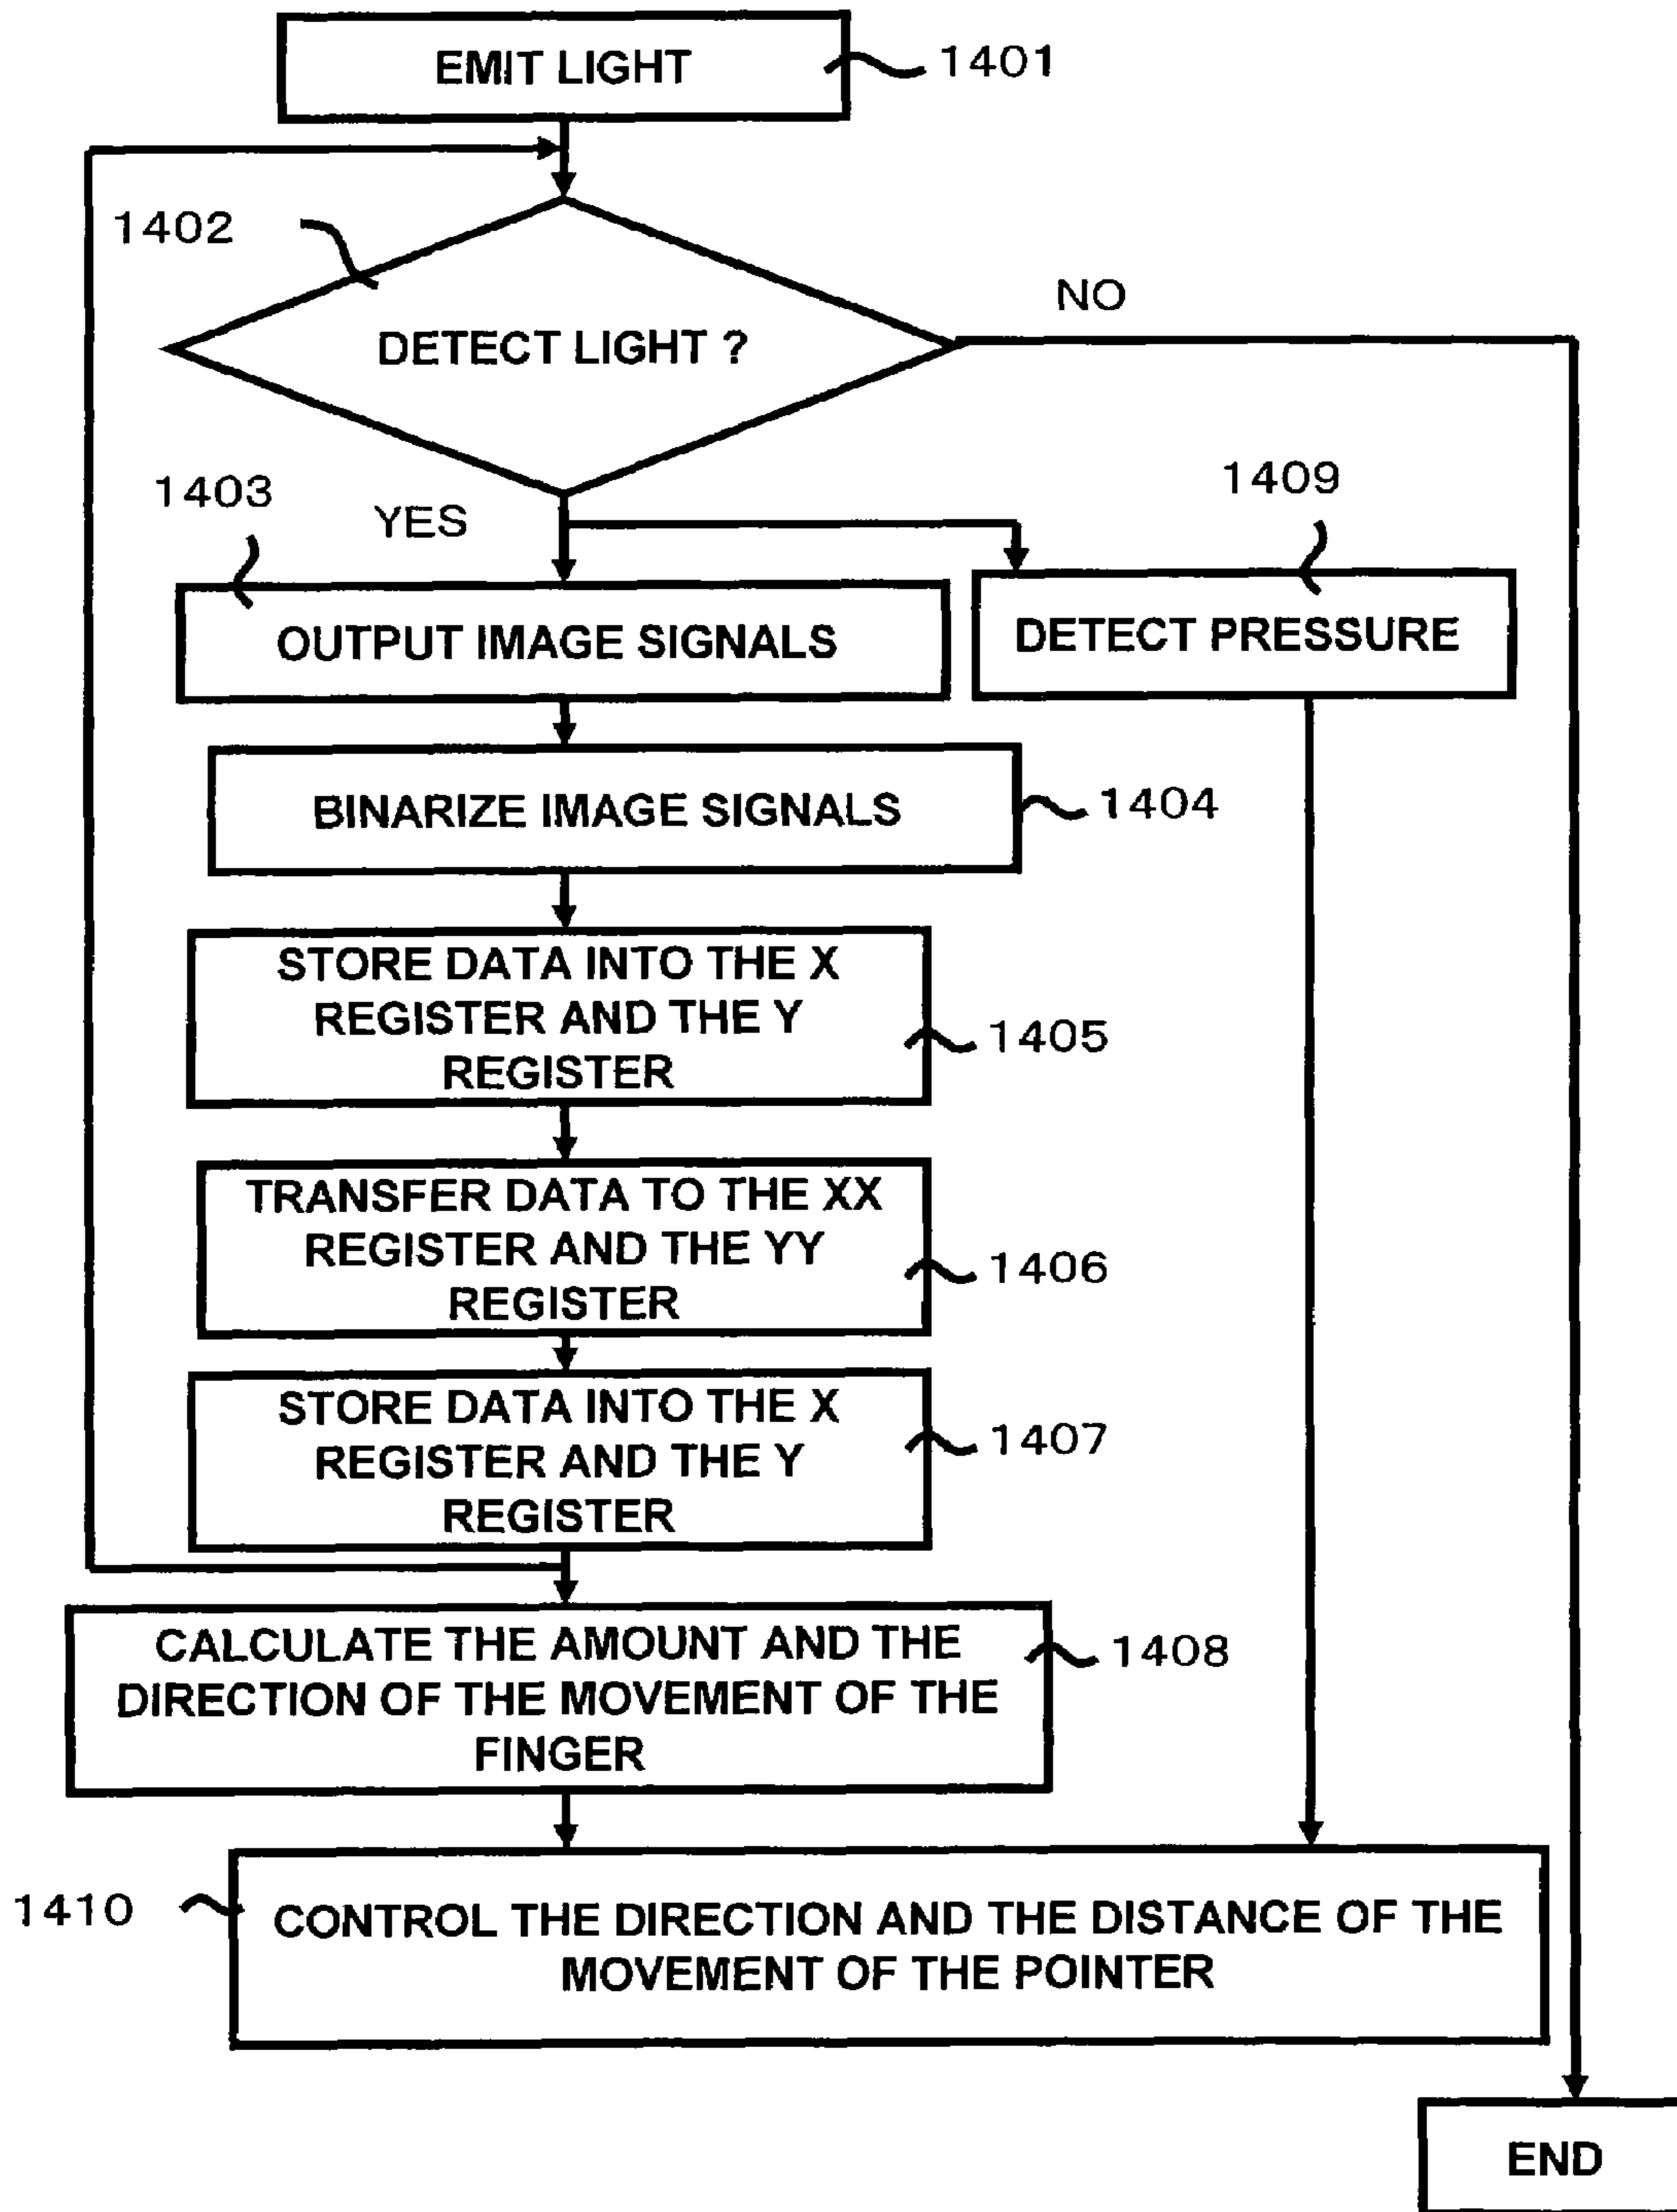 EMIT LIGHT
1401
1402
DETECT LIGHT ?
NO
YES
1403
OUTPUT IMAGE SIGNALS
1409
DETECT PRESSURE
BINARIZE IMAGE SIGNALS
1404
STORE DATA INTO THE X
REGISTER AND THE Y
REGISTER
1405
TRANSFER DATA TO THE XX
REGISTER AND THE YY
REGISTER
1406
STORE DATA INTO THE X
REGISTER AND THE Y
REGISTER
1407
CALCULATE THE AMOUNT AND THE
DIRECTION OF THE MOVEMENT OF THE
FINGER
1408
1410
CONTROL THE DIRECTION AND THE DISTANCE OF THE
MOVEMENT OF THE POINTER
END